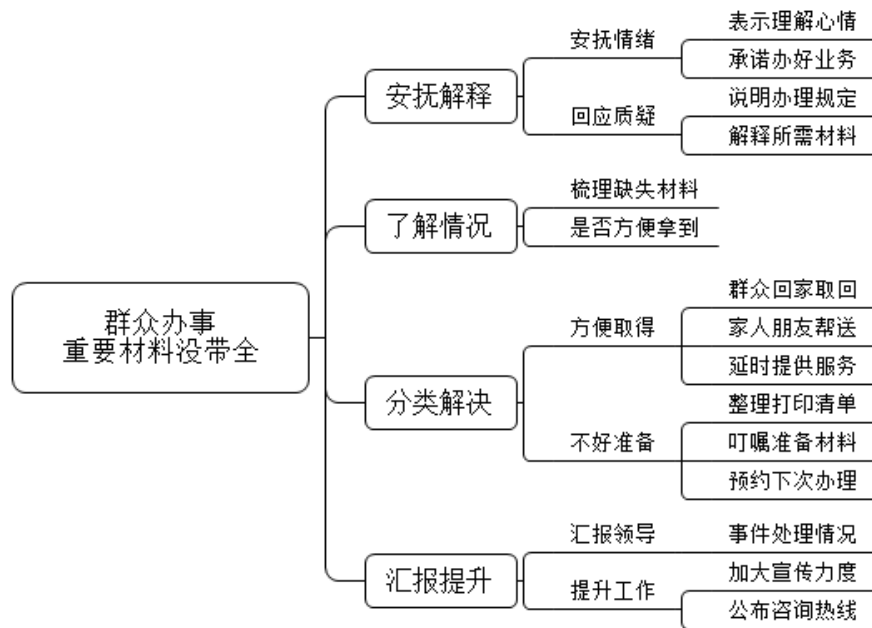 群众办事
重要材料没带全
安抚解释
安抚情绪
表示理解心情
承诺办好业务
回应质疑
说明办理规定
解释所需材料
了解情况
梳理缺失材料
是否方便拿到
分类解决
方便取得
群众回家取回
家人朋友帮送
延时提供服务
不好准备
整理打印清单
叮嘱准备材料
预约下次办理
汇报提升
汇报领导
事件处理情况
提升工作
加大宣传力度
公布咨询热线